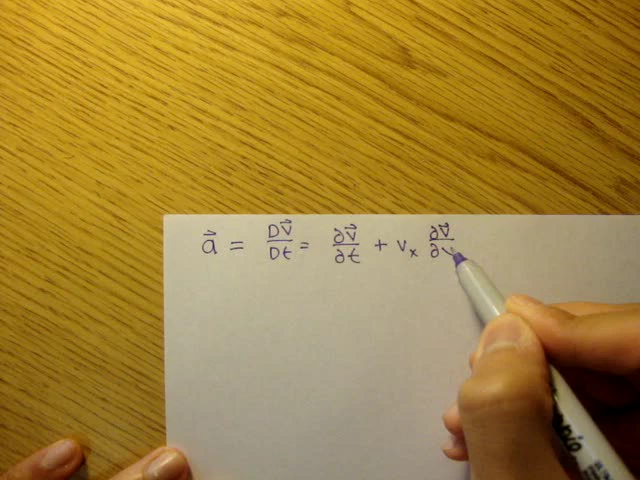 a⃗ = DV⃗/Dt = ∂V⃗/∂t + vₓ ∂V⃗/∂